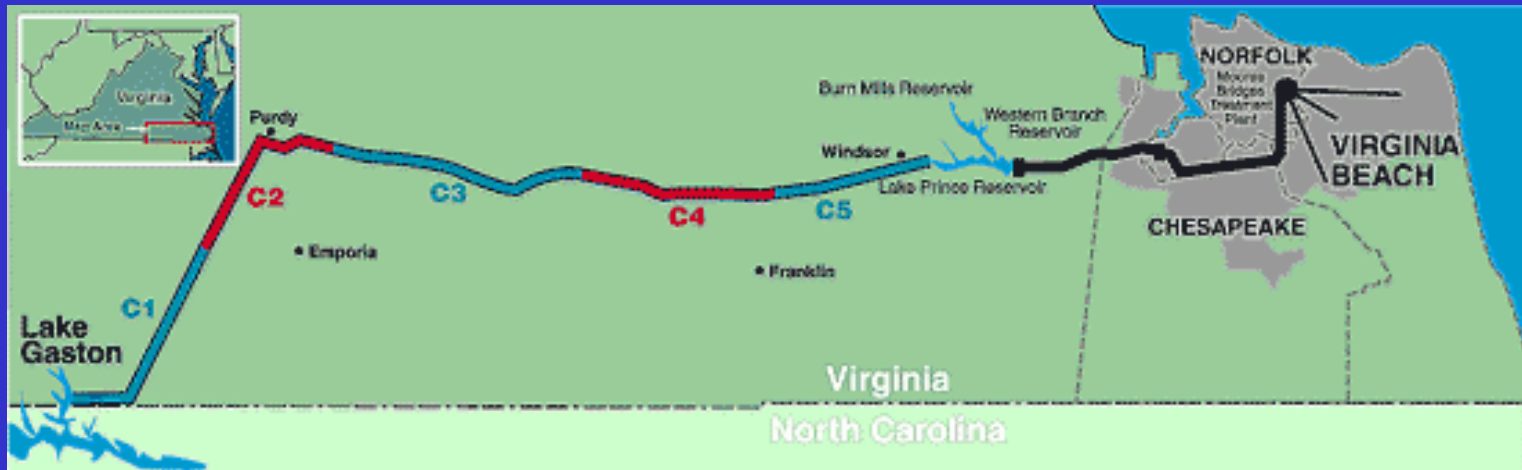 Virginia
Map Area
Purdy
C2
C3
Emporia
C1
Lake
Gaston
C4
Franklin
Burn Mills Reservoir
Western Branch
Reservoir
Windsor
Lake Prince Reservoir
C5
NORFOLK
Moores
Bridges
Treatment
Plant
VIRGINIA
BEACH
CHESAPEAKE
Virginia
North Carolina